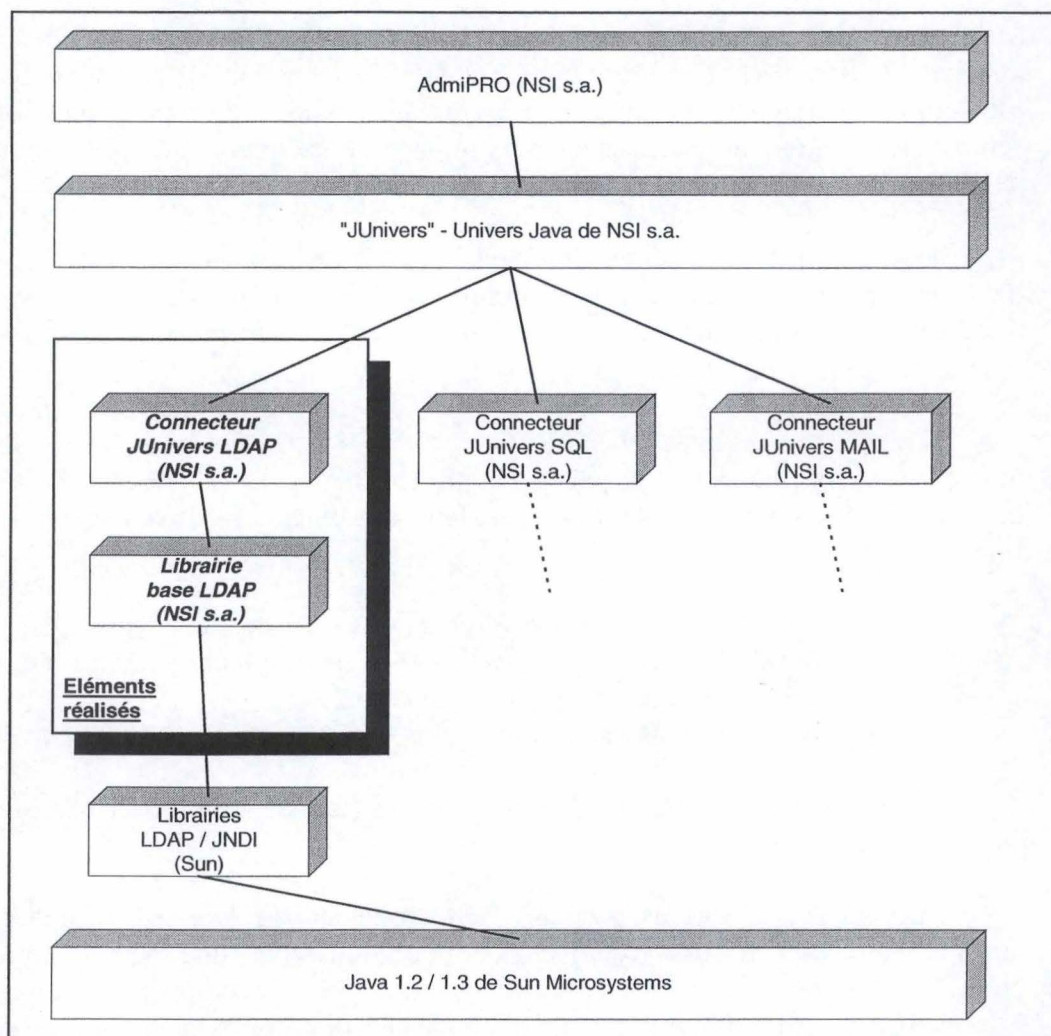 AdmiPRO (NSI s.a.)
"JUnivers" - Univers Java de NSI s.a.
Connecteur
JUnivers LDAP
(NSI s.a.)
Connecteur
JUnivers SQL
(NSI s.a.)
Connecteur
JUnivers MAIL
(NSI s.a.)
Librairie
base LDAP
(NSI s.a.)
Eléments
réalisés
Librairies
LDAP / JNDI
(Sun)
Java 1.2 / 1.3 de Sun Microsystems